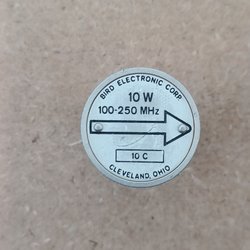 BIRD ELECTRONIC CORP.
10 W
100-250 MHz
10 C
CLEVELAND, OHIO